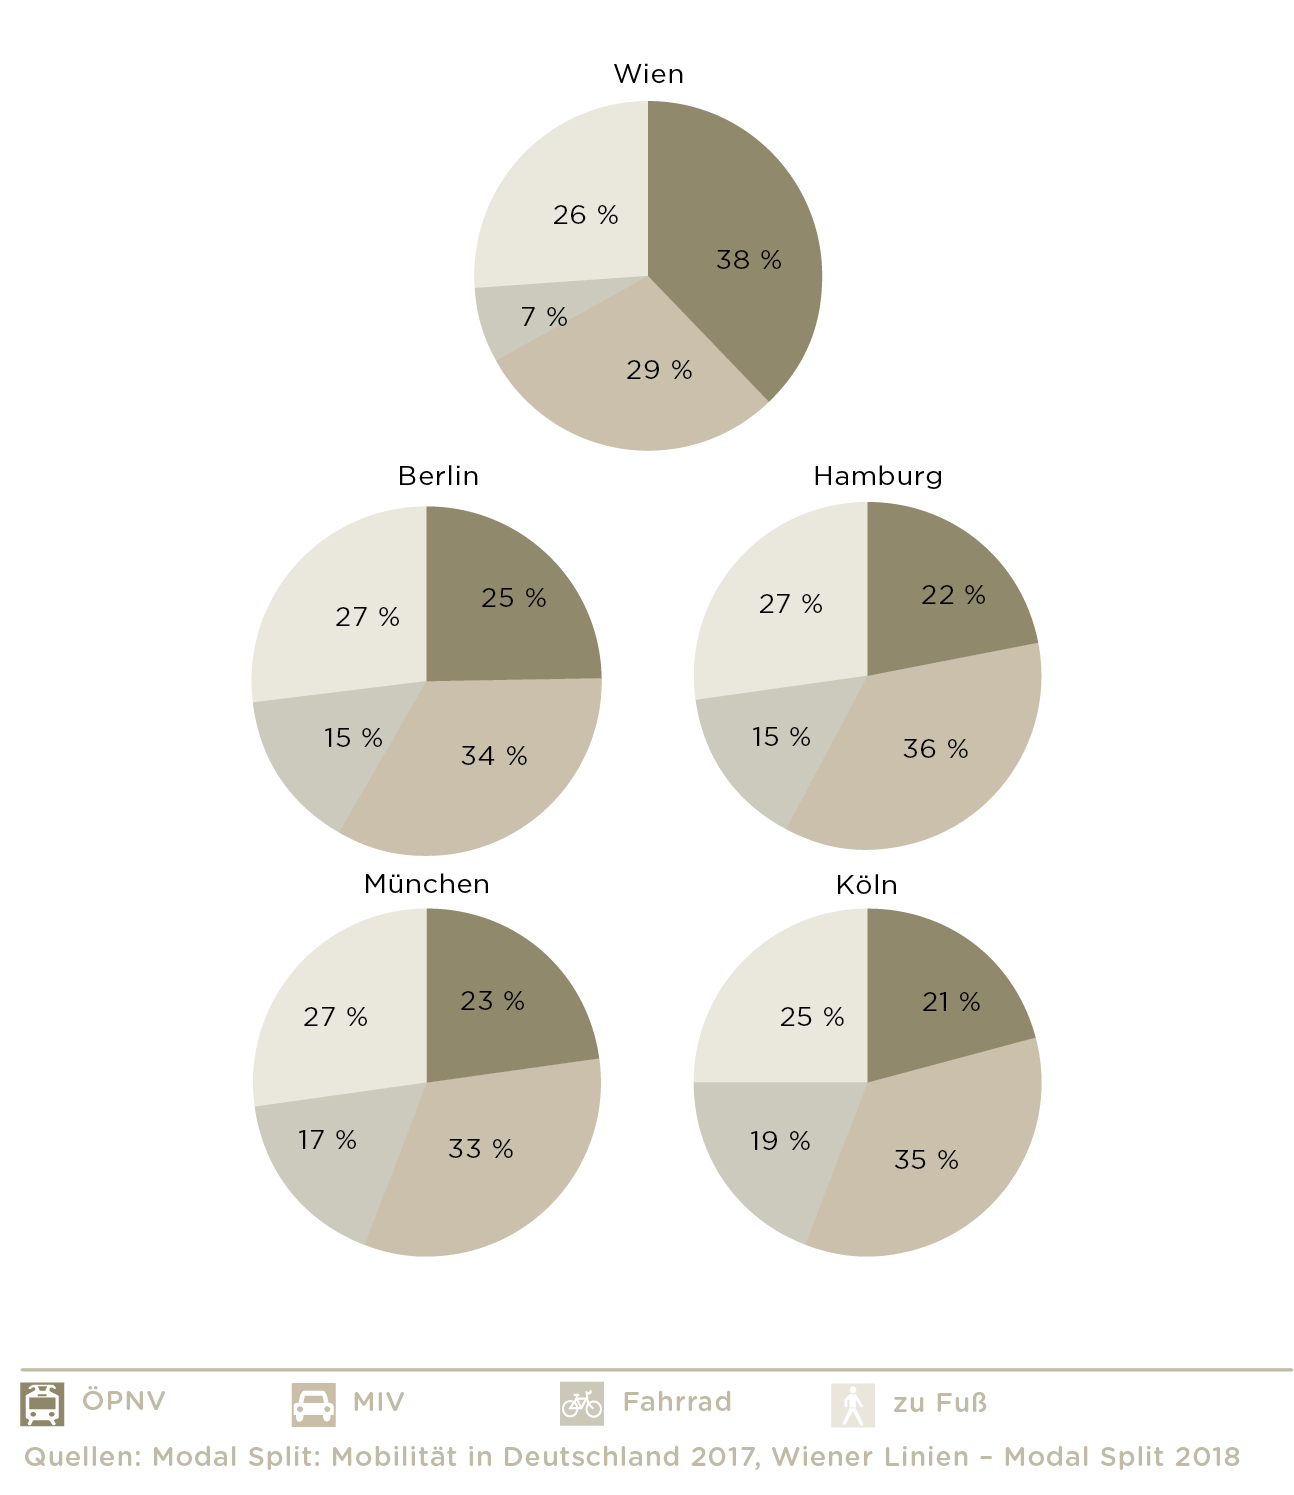 Wien
26 %
38 %
7 %
29 %
Berlin
27 %
25 %
15 %
34 %
Hamburg
27 %
22 %
15 %
36 %
München
27 %
23 %
17 %
33 %
Köln
25 %
21 %
19 %
35 %
ÖPNV
MIV
Fahrrad
zu Fuß
Quellen: Modal Split: Mobilität in Deutschland 2017, Wiener Linien – Modal Split 2018